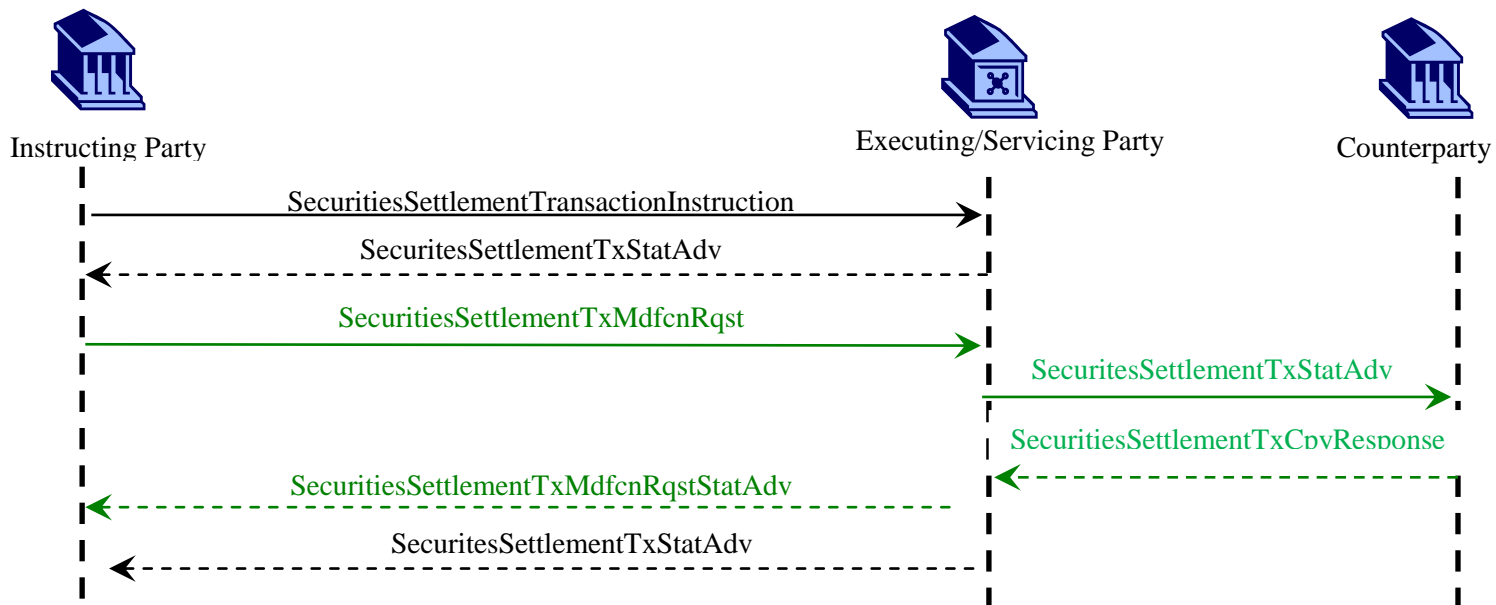 Instructing Party
Executing/Servicing Party
Counterparty
SecuritiesSettlementTransactionInstruction
SecuritesSettlementTxStatAdv
SecuritiesSettlementTxMdfcnRqst
SecuritesSettlementTxStatAdv
SecuritiesSettlementTxCpyResponse
SecuritiesSettlementTxMdfcnRqstStatAdv
SecuritesSettlementTxStatAdv